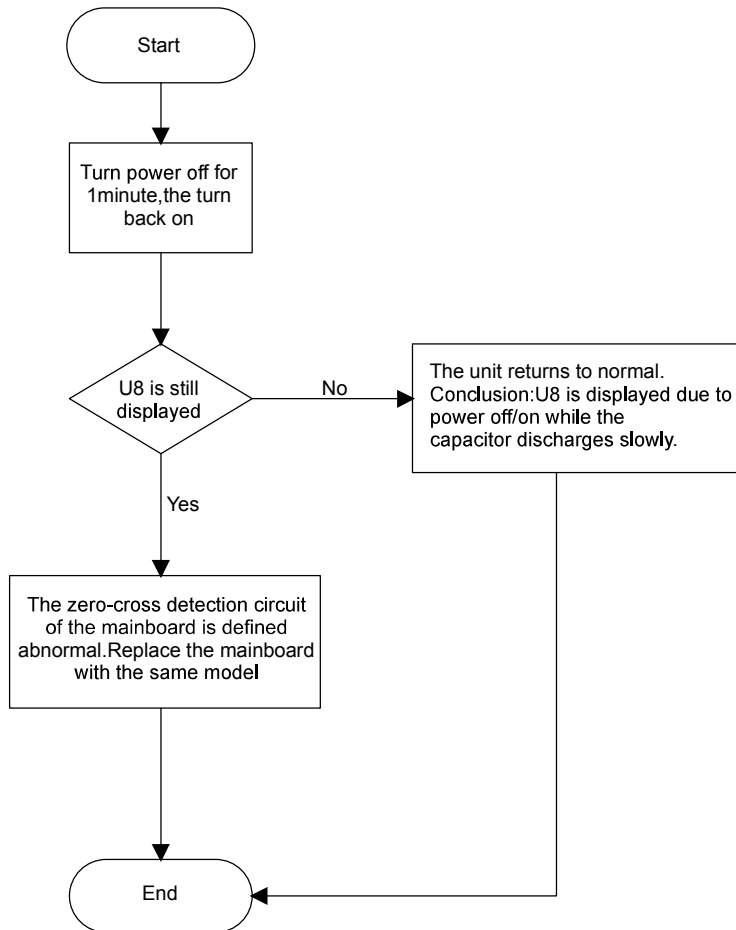 Start
Turn power off for
1minute,the turn
back on
U8 is still
displayed
No
The unit returns to normal.
Conclusion:U8 is displayed due to
power off/on while the
capacitor discharges slowly.
Yes
The zero-cross detection circuit
of the mainboard is defined
abnormal.Replace the mainboard
with the same model
End